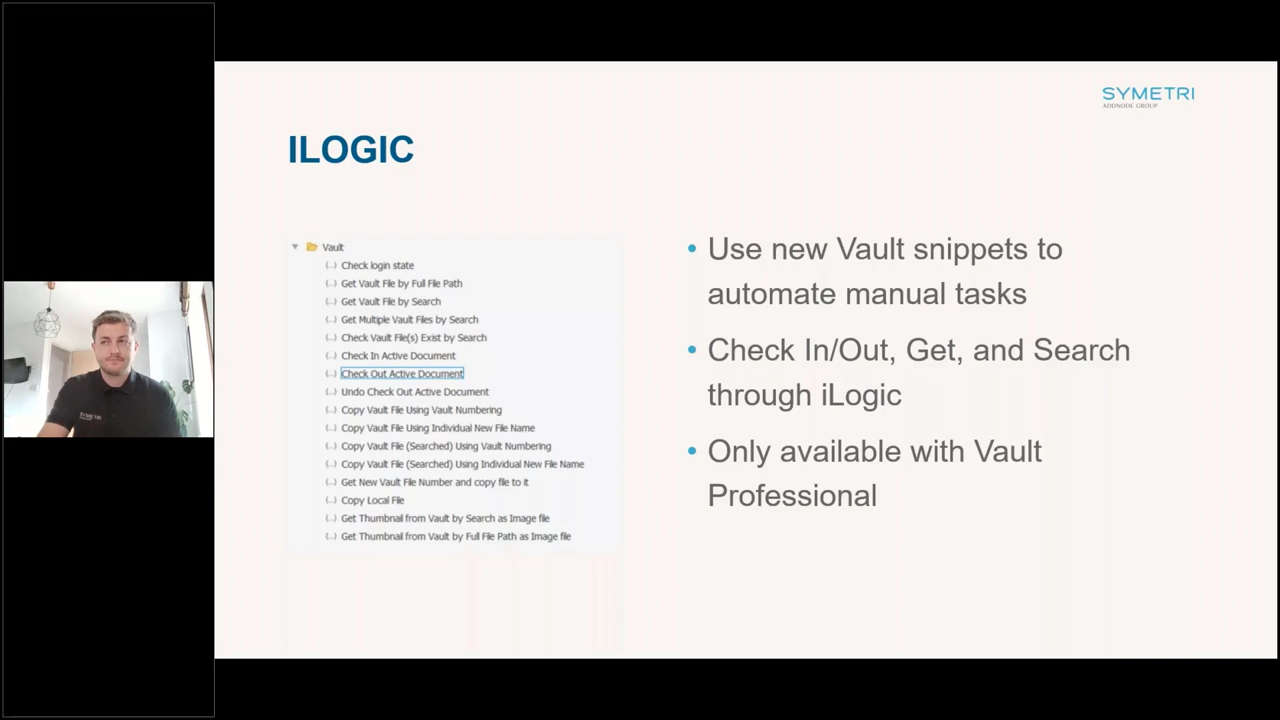 SYMETRI
ADDNODE GROUP
ILOGIC
Vault
Check login state
Get Vault File by Full File Path
Get Vault File by Search
Get Multiple Vault Files by Search
Check Vault File(s) Exist by Search
Check In Active Document
Check Out Active Document
Undo Check Out Active Document
Copy Vault File Using Vault Numbering
Copy Vault File Using Individual New File Name
Copy Vault File (Searched) Using Vault Numbering
Copy Vault File (Searched) Using Individual New File Name
Get New Vault File Number and copy file to it
Copy Local File
Get Thumbnail from Vault by Search as Image file
Get Thumbnail from Vault by Full File Path as Image file
• Use new Vault snippets to
automate manual tasks
• Check In/Out, Get, and Search
through iLogic
• Only available with Vault
Professional
SYMETRI